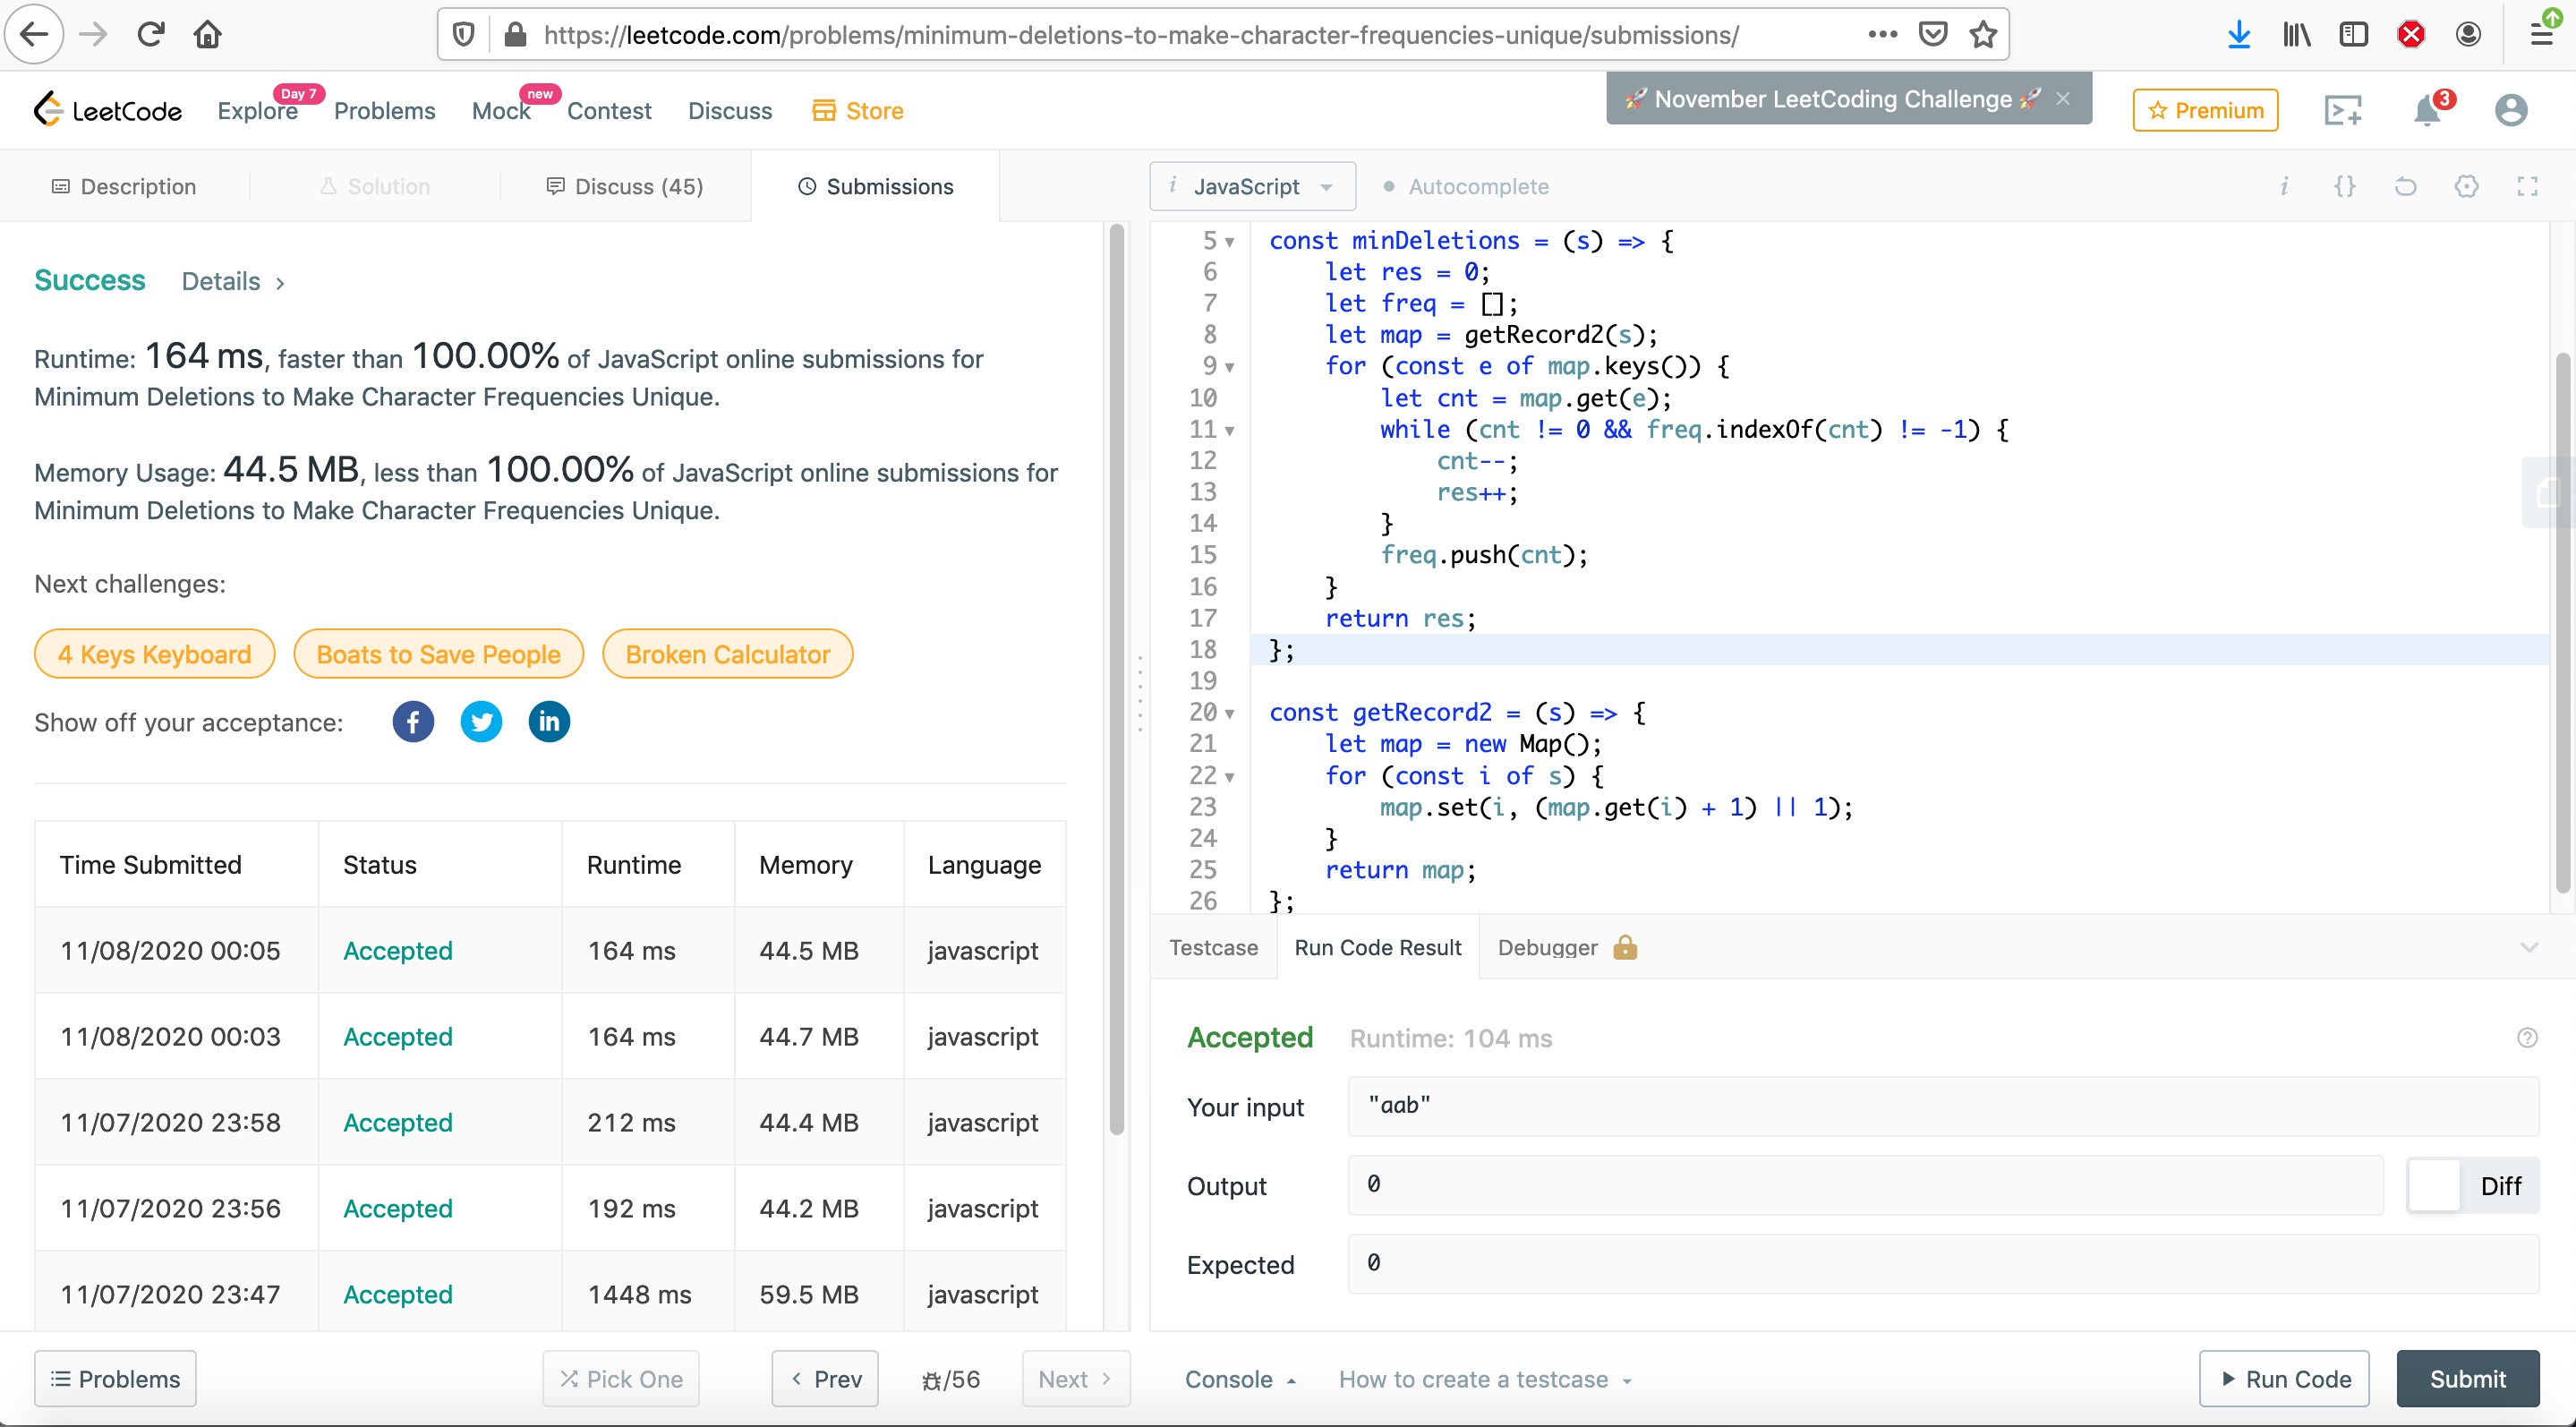 https://leetcode.com/problems/minimum-deletions-to-make-character-frequencies-unique/submissions/
LeetCode
Explore
Day 7
Problems
Mock
new
Contest
Discuss
Store
🚀 November LeetCoding Challenge 🚀
Premium
3
Description
Solution
Discuss (45)
Submissions
i JavaScript
Autocomplete
i {}
Success Details >
Runtime: 164 ms, faster than 100.00% of JavaScript online submissions for
Minimum Deletions to Make Character Frequencies Unique.
Memory Usage: 44.5 MB, less than 100.00% of JavaScript online submissions for
Minimum Deletions to Make Character Frequencies Unique.
Next challenges:
4 Keys Keyboard
Boats to Save People
Broken Calculator
Show off your acceptance:
Time Submitted Status Runtime Memory Language
11/08/2020 00:05 Accepted 164 ms 44.5 MB javascript
11/08/2020 00:03 Accepted 164 ms 44.7 MB javascript
11/07/2020 23:58 Accepted 212 ms 44.4 MB javascript
11/07/2020 23:56 Accepted 192 ms 44.2 MB javascript
11/07/2020 23:47 Accepted 1448 ms 59.5 MB javascript
5 const minDeletions = (s) => {
6 let res = 0;
7 let freq = [];
8 let map = getRecord2(s);
9 for (const e of map.keys()) {
10 let cnt = map.get(e);
11 while (cnt != 0 && freq.indexOf(cnt) != -1) {
12 cnt--;
13 res++;
14 }
15 freq.push(cnt);
16 }
17 return res;
18 };
19
20 const getRecord2 = (s) => {
21 let map = new Map();
22 for (const i of s) {
23 map.set(i, (map.get(i) + 1) || 1);
24 }
25 return map;
26 };
Testcase
Run Code Result
Debugger
Accepted Runtime: 104 ms
Your input
"aab"
Output
0
Diff
Expected
0
Problems
Pick One
Prev
/56
Next
Console
How to create a testcase
Run Code
Submit